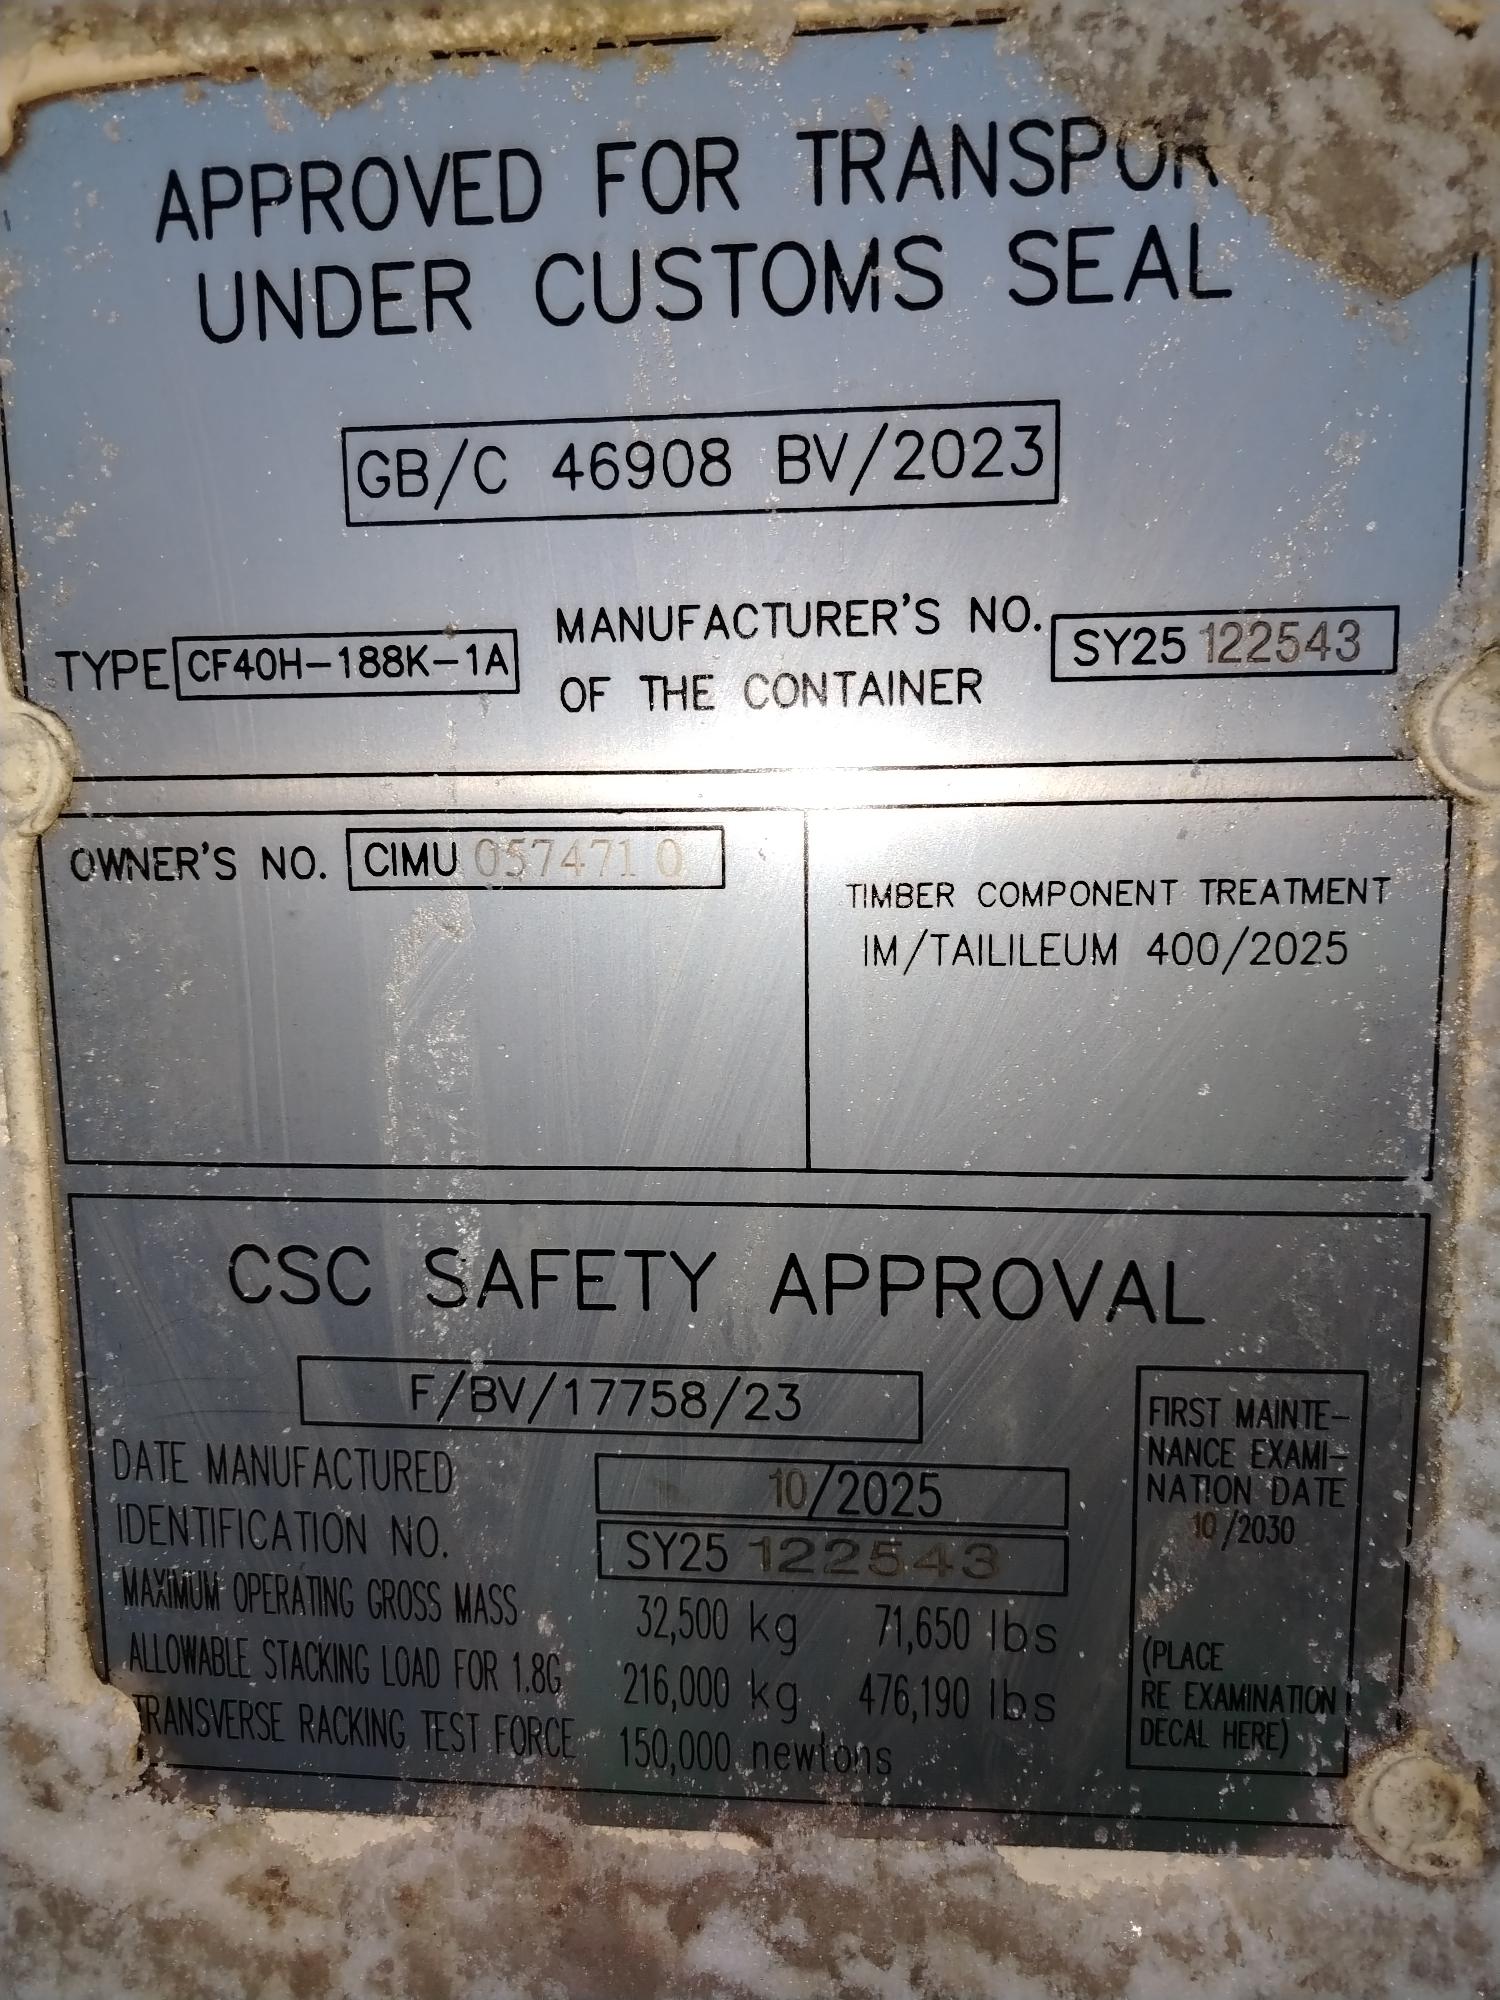 APPROVED FOR TRANSPOR
UNDER CUSTOMS SEAL
GB/C 46908 BV/2023
TYPE CF40H-188K-1A MANUFACTURER'S NO. OF THE CONTAINER SY25 122543
OWNER'S NO. CIMU 057471 0
TIMBER COMPONENT TREATMENT
IM/TAILILEUM 400/2025
CSC SAFETY APPROVAL
F/BV/17758/23
DATE MANUFACTURED 10/2025
IDENTIFICATION NO. SY25 122543
MAXIMUM OPERATING GROSS MASS 32,500 kg 71,650 lbs
ALLOWABLE STACKING LOAD FOR 1.8G 216,000 kg 476,190 lbs
TRANSVERSE RACKING TEST FORCE 150,000 newtons
FIRST MAINTE-
NANCE EXAMI-
NATION DATE
10/2030
(PLACE
RE EXAMINATION
DECAL HERE)